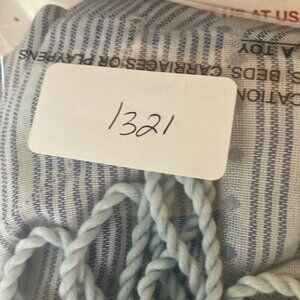 US AT US
A TOY
CATION
S, BEDS, CARRIAGES OR PLAYPENS
1321